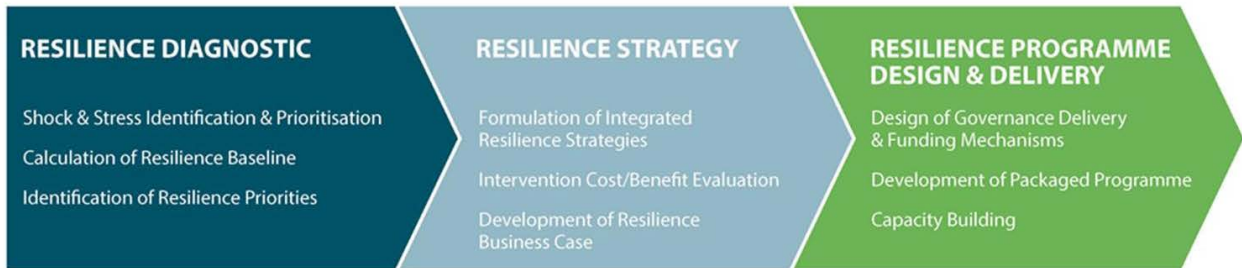 RESILIENCE DIAGNOSTIC
Shock & Stress Identification & Prioritisation
Calculation of Resilience Baseline
Identification of Resilience Priorities
RESILIENCE STRATEGY
Formulation of Integrated
Resilience Strategies
Intervention Cost/Benefit Evaluation
Development of Resilience
Business Case
RESILIENCE PROGRAMME
DESIGN & DELIVERY
Design of Governance Delivery
& Funding Mechanisms
Development of Packaged Programme
Capacity Building